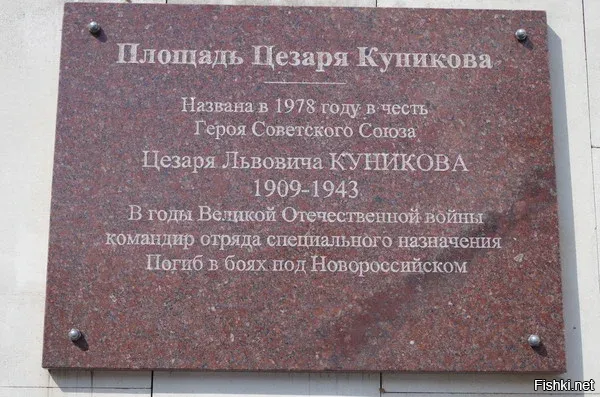 Площадь Цезаря Куникова
Названа в 1978 году в честь
Героя Советского Союза
Цезаря Львовича КУНИКОВА
1909-1943
В годы Великой Отечественной войны
командир отряда специального назначения
Погиб в боях под Новороссийском
Fishki.net